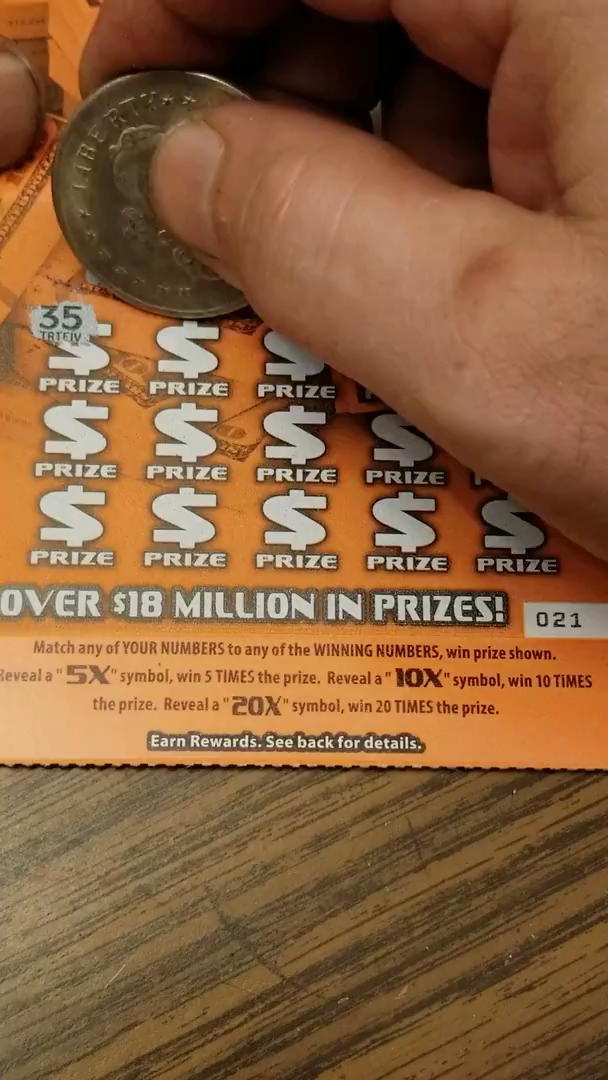 LIBERTY
35
TRTFIV
$ $ $
PRIZE PRIZE PRIZE
$ $ $ $
PRIZE PRIZE PRIZE PRIZE
$ $ $ $ $
PRIZE PRIZE PRIZE PRIZE PRIZE
OVER $18 MILLION IN PRIZES!
021
Match any of YOUR NUMBERS to any of the WINNING NUMBERS, win prize shown.
Reveal a "5X" symbol, win 5 TIMES the prize. Reveal a "10X" symbol, win 10 TIMES
the prize. Reveal a "20X" symbol, win 20 TIMES the prize.
Earn Rewards. See back for details.